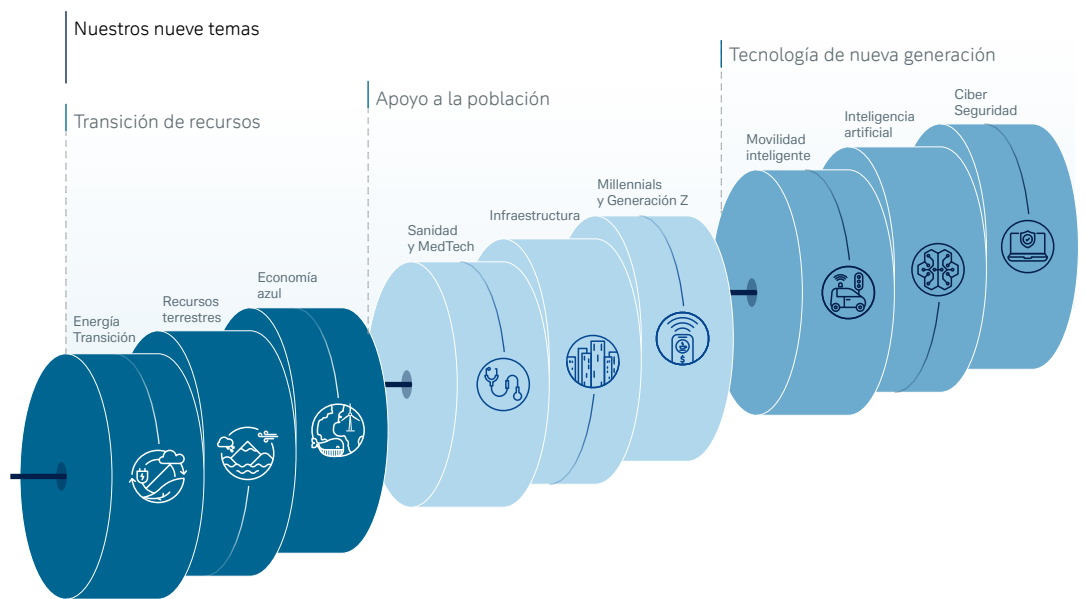 Nuestros nueve temas
Transición de recursos
Energía
Transición
Recursos
terrestres
Economía
azul
Apoyo a la población
Sanidad
y MedTech
Infraestructura
Millennials
y Generación Z
$
Tecnología de nueva generación
Movilidad
inteligente
Inteligencia
artificial
Ciber
Seguridad